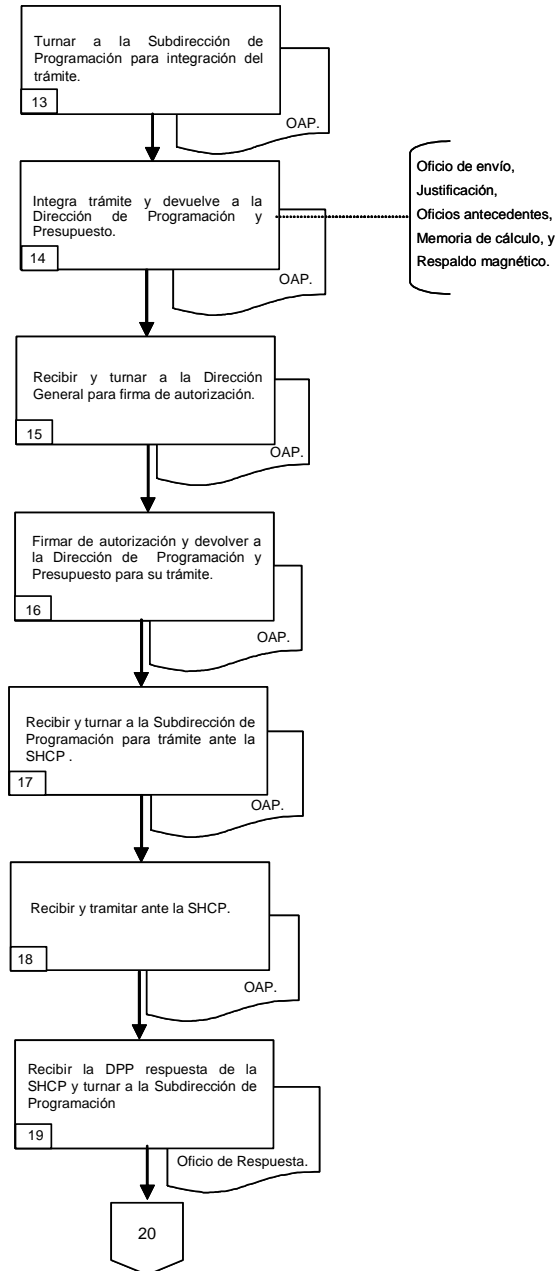 Turnar a la Subdirección de
Programación para integración del
trámite.
13
OAP.
Integra trámite y devuelve a la
Dirección de Programación y
Presupuesto.
14
OAP.
Oficio de envío,
Justificación,
Oficios antecedentes,
Memoria de cálculo, y
Respaldo magnético.
Recibir y turnar a la Dirección
General para firma de autorización.
15
OAP.
Firmar de autorización y devolver a
la Dirección de Programación y
Presupuesto para su trámite.
16
OAP.
Recibir y turnar a la Subdirección de
Programación para trámite ante la
SHCP .
17
OAP.
Recibir y tramitar ante la SHCP.
18
OAP.
Recibir la DPP respuesta de la
SHCP y turnar a la Subdirección de
Programación
19
Oficio de Respuesta.
20